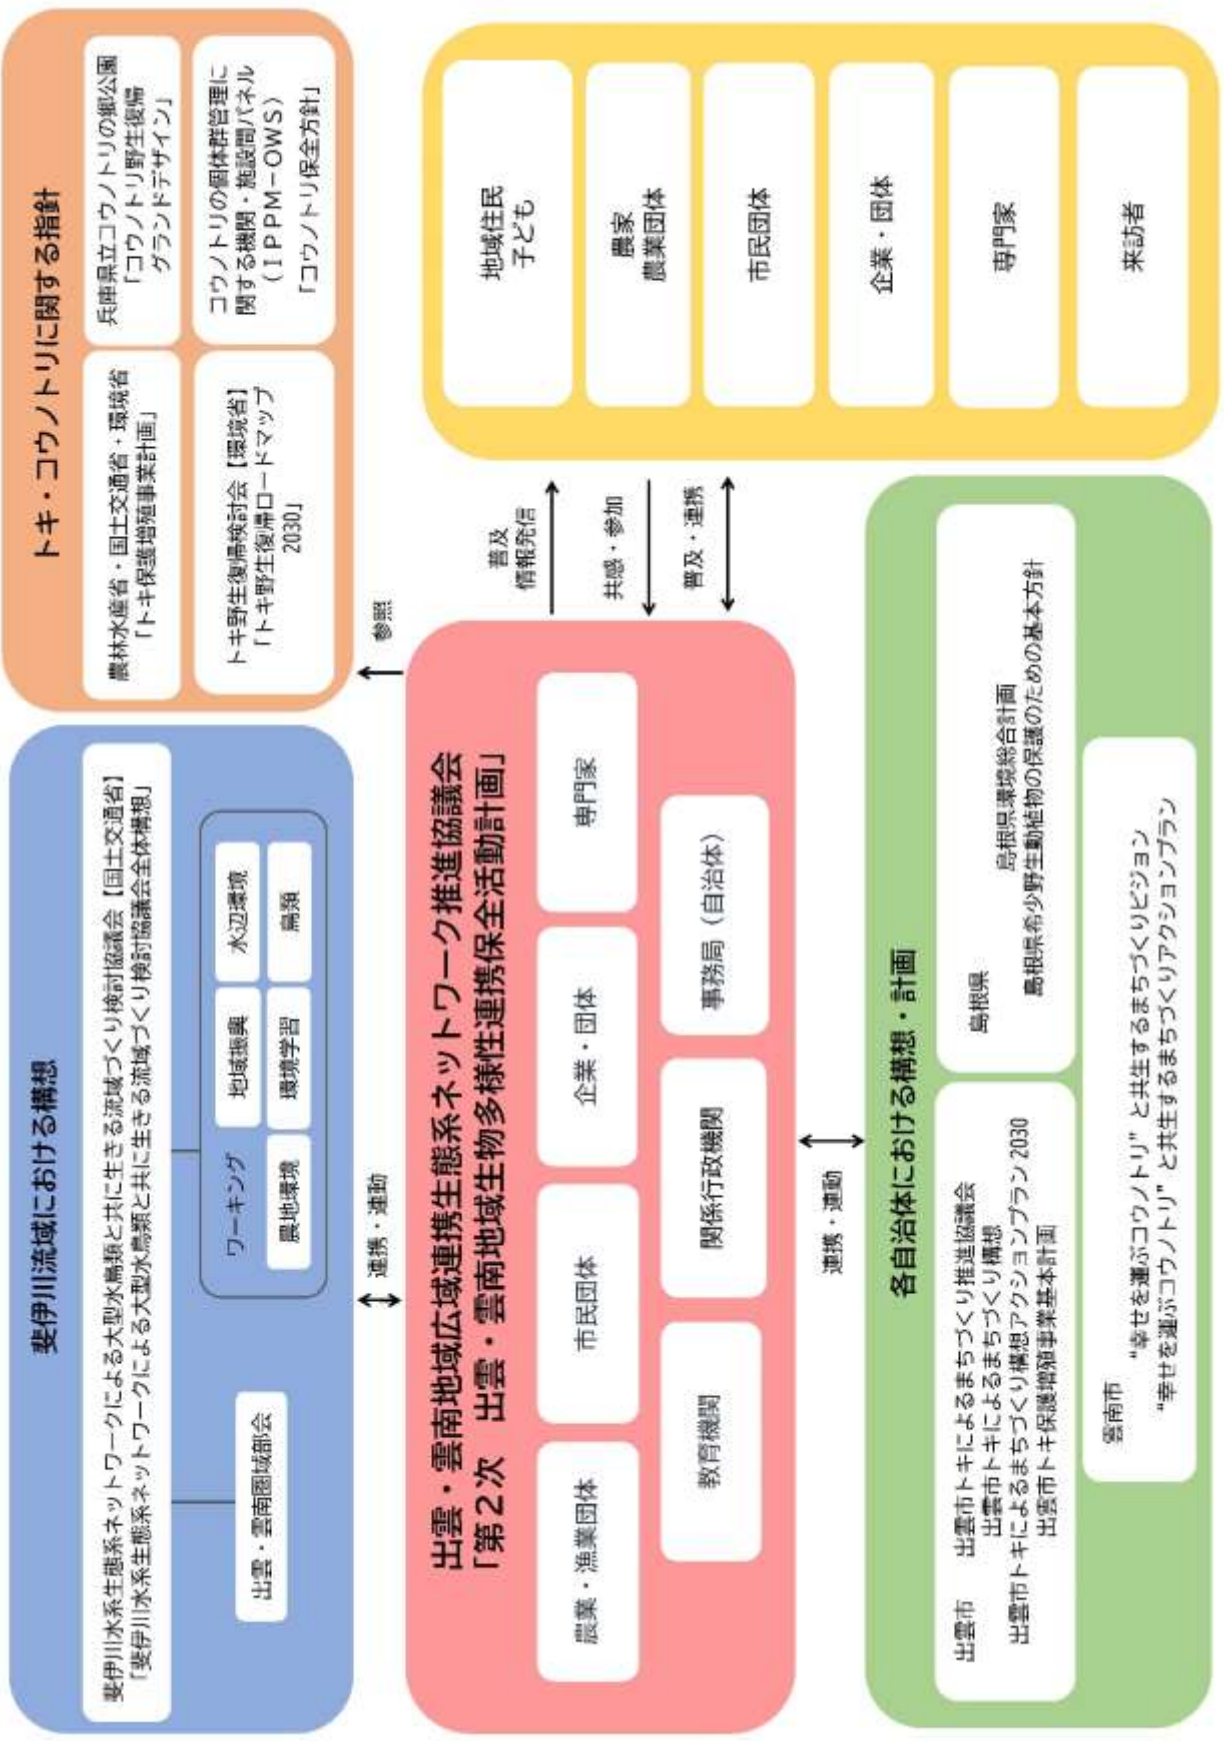 斐伊川流域における構想
斐伊川水系生態系ネットワークによる大型水鳥類と共に生きる流域づくり検討協議会【国土交通省】
「斐伊川水系生態系ネットワークによる大型水鳥類と共に生きる流域づくり検討協議会全体構想」
出雲・雲南圏域部会
ワーキング
地域振興
水辺環境
農地環境
環境学習
鳥類
トキ・コウノトリに関する指針
農林水産省・国土交通省・環境省
「トキ保護増殖事業計画」
兵庫県立コウノトリの郷公園
「コウノトリ野生復帰
グランドデザイン」
トキ野生復帰検討会【環境省】
「トキ野生復帰ロードマップ
2030」
コウノトリの個体群管理に
関する機関・施設間パネル
(IPPM-OWS)
「コウノトリ保全方針」
連携・連動
参照
出雲・雲南地域広域連携生態系ネットワーク推進協議会
「第2次 出雲・雲南地域生物多様性連携保全活動計画」
農業・漁業団体
市民団体
企業・団体
専門家
教育機関
関係行政機関
事務局(自治体)
普及
情報発信
共感・参加
普及・連携
地域住民
子ども
農家
農業団体
市民団体
企業・団体
専門家
来訪者
連携・連動
各自治体における構想・計画
出雲市 出雲市トキによるまちづくり推進協議会
出雲市トキによるまちづくり構想
出雲市トキによるまちづくり構想アクションプラン2030
出雲市トキ保護増殖事業基本計画
島根県
島根県環境総合計画
島根県希少野生動植物の保護のための基本方針
雲南市
"幸せを運ぶコウノトリ"と共生するまちづくりビジョン
"幸せを運ぶコウノトリ"と共生するまちづくりアクションプラン